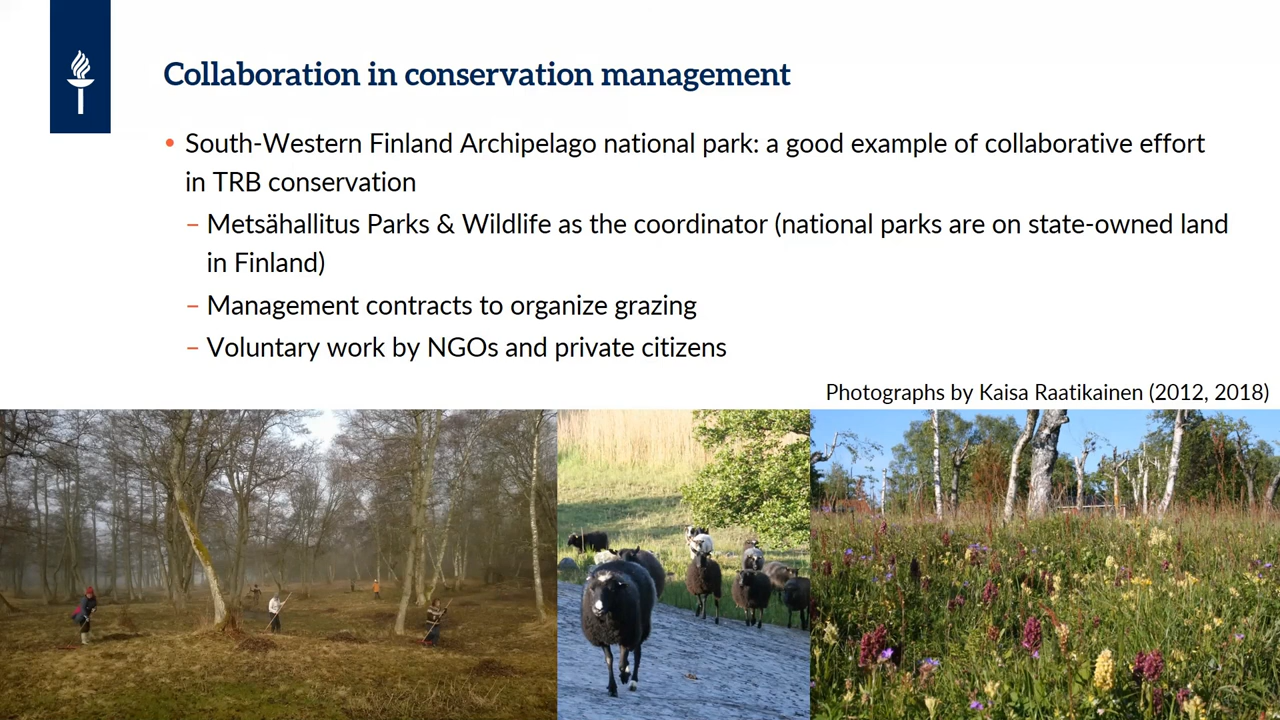 Collaboration in conservation management
• South-Western Finland Archipelago national park: a good example of collaborative effort
in TRB conservation
– Metsähallitus Parks & Wildlife as the coordinator (national parks are on state-owned land
in Finland)
– Management contracts to organize grazing
– Voluntary work by NGOs and private citizens
Photographs by Kaisa Raatikainen (2012, 2018)